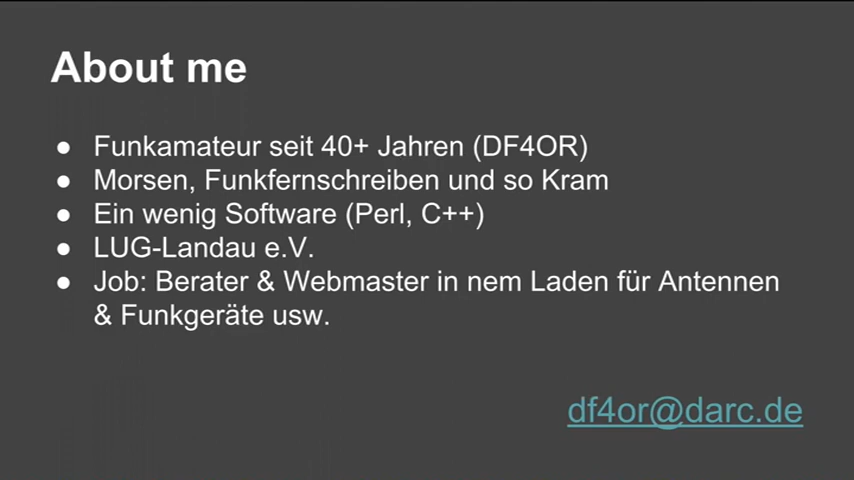 About me
● Funkamateur seit 40+ Jahren (DF4OR)
● Morsen, Funkfernschreiben und so Kram
● Ein wenig Software (Perl, C++)
● LUG-Landau e.V.
● Job: Berater & Webmaster in nem Laden für Antennen
& Funkgeräte usw.
df4or@darc.de